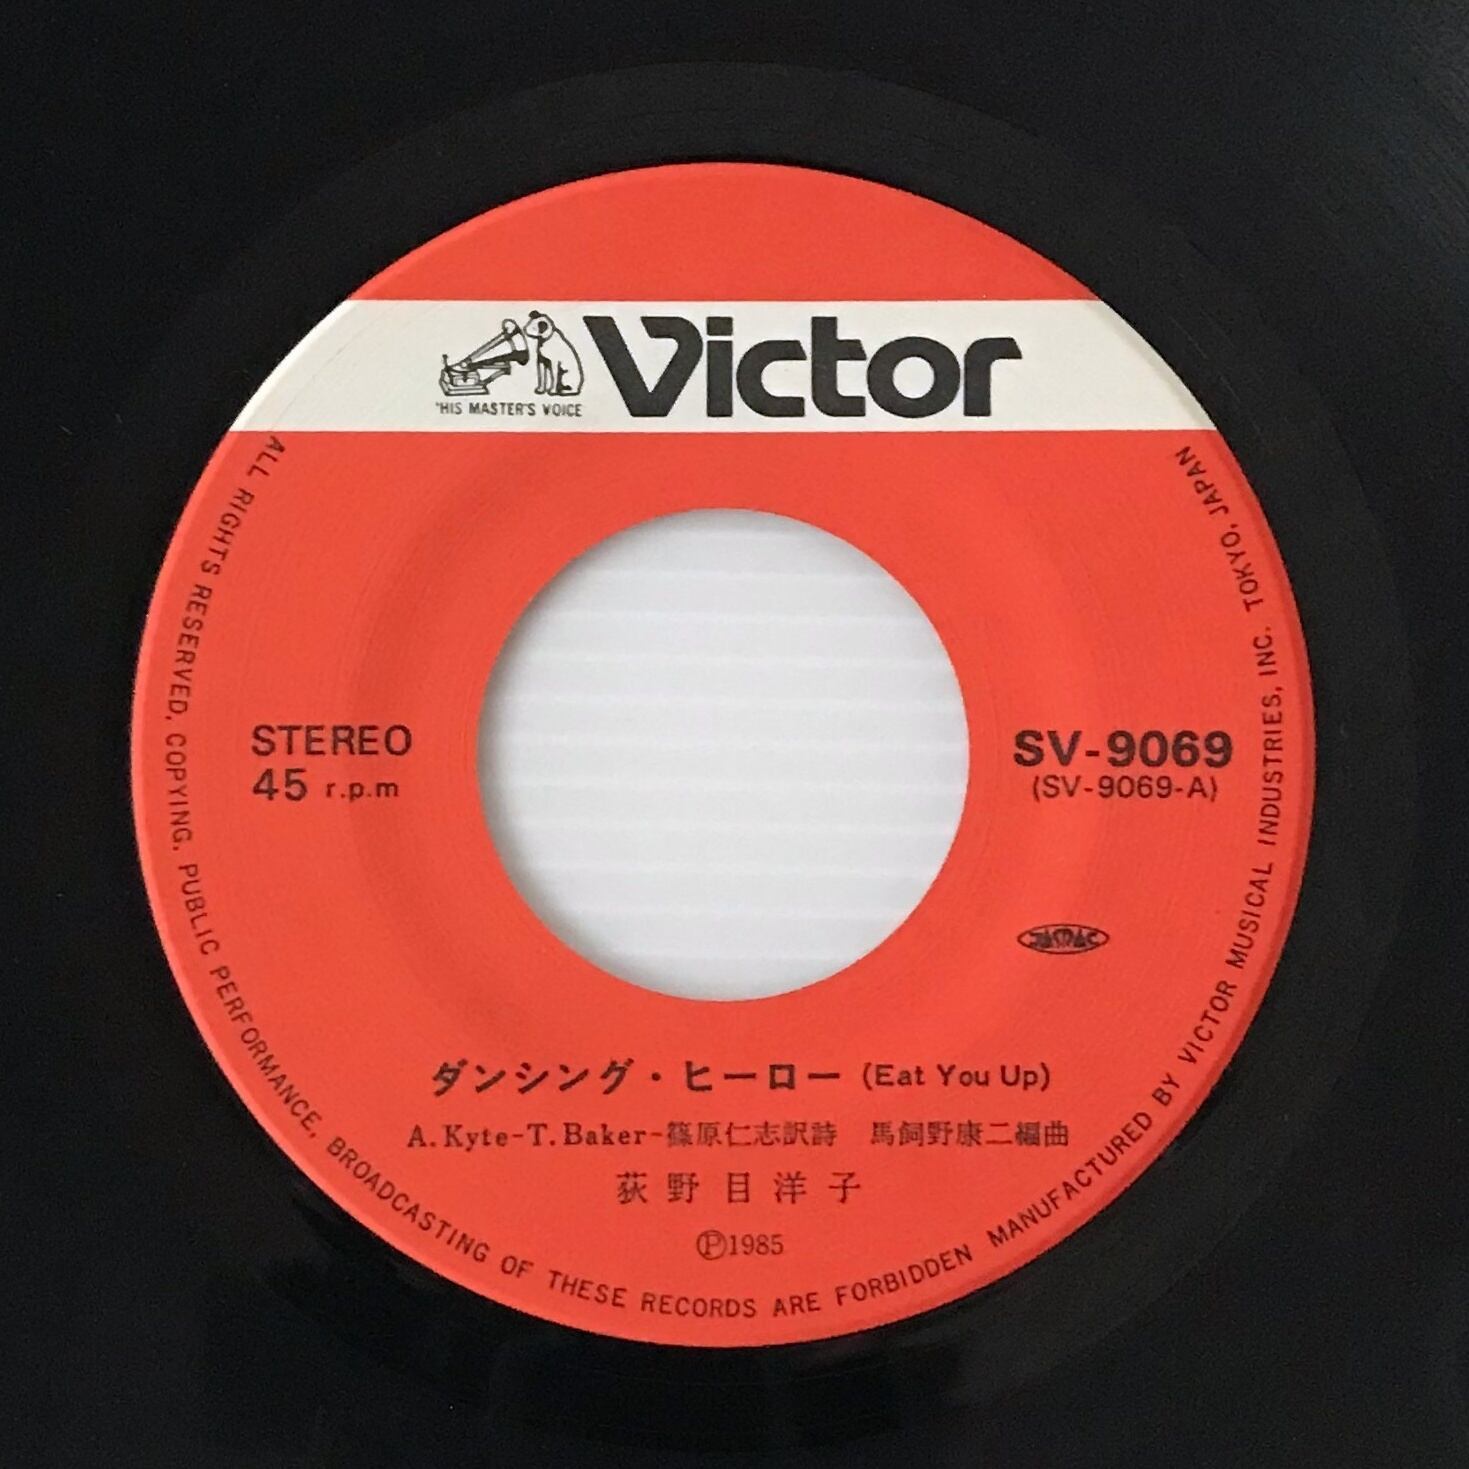 'HIS MASTER'S VOICE
Victor
STEREO
45 r.p.m
SV-9069
(SV-9069-A)
JASRAC
ダンシング・ヒーロー (Eat You Up)
A. Kyte-T. Baker-篠原仁志訳詩　馬飼野康二編曲
荻野目洋子
Ⓟ1985
ALL RIGHTS RESERVED, COPYING, PUBLIC PERFORMANCE, BROADCASTING OF THESE RECORDS ARE FORBIDDEN MANUFACTURED BY VICTOR MUSICAL INDUSTRIES, INC. TOKYO, JAPAN